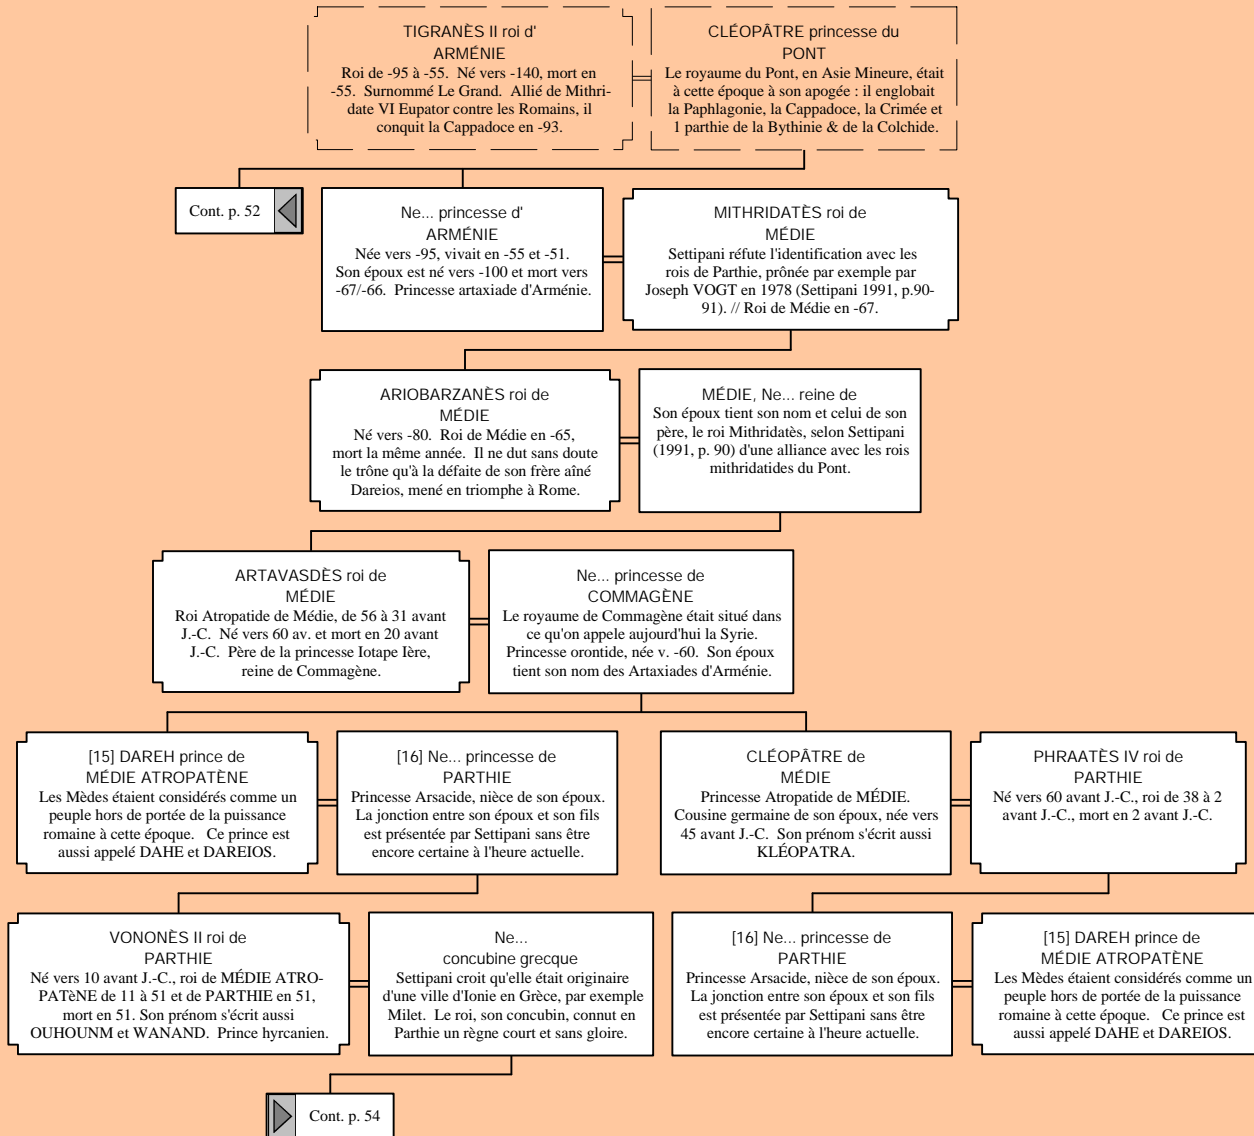 TIGRANÈS II roi d'
ARMÉNIE
Roi de -95 à -55. Né vers -140, mort en
-55. Surnommé Le Grand. Allié de Mithri-
date VI Eupator contre les Romains, il
conquit la Cappadoce en -93.
CLÉOPÂTRE princesse du
PONT
Le royaume du Pont, en Asie Mineure, était
à cette époque à son apogée : il englobait
la Paphlagonie, la Cappadoce, la Crimée et
1 parthie de la Bythinie & de la Colchide.
Cont. p. 52
Ne... princesse d'
ARMÉNIE
Née vers -95, vivait en -55 et -51.
Son époux est né vers -100 et mort vers
-67/-66. Princesse artaxiade d'Arménie.
MITHRIDATÈS roi de
MÉDIE
Settipani réfute l'identification avec les
rois de Parthie, prônée par exemple par
Joseph VOGT en 1978 (Settipani 1991, p.90-
91). // Roi de Médie en -67.
ARIOBARZANÈS roi de
MÉDIE
Né vers -80. Roi de Médie en -65,
mort la même année. Il ne dut sans doute
le trône qu'à la défaite de son frère aîné
Dareios, mené en triomphe à Rome.
MÉDIE, Ne... reine de
Son époux tient son nom et celui de son
père, le roi Mithridatès, selon Settipani
(1991, p. 90) d'une alliance avec les rois
mithridatides du Pont.
ARTAVASDÈS roi de
MÉDIE
Roi Atropatide de Médie, de 56 à 31 avant
J.-C. Né vers 60 av. et mort en 20 avant
J.-C. Père de la princesse Iotape Ière,
reine de Commagène.
Ne... princesse de
COMMAGÈNE
Le royaume de Commagène était situé dans
ce qu'on appele aujourd'hui la Syrie.
Princesse orontide, née v. -60. Son époux
tient son nom des Artaxiades d'Arménie.
[15] DAREH prince de
MÉDIE ATROPATÈNE
Les Mèdes étaient considérés comme un
peuple hors de portée de la puissance
romaine à cette époque. Ce prince est
aussi appelé DAHE et DAREIOS.
[16] Ne... princesse de
PARTHIE
Princesse Arsacide, nièce de son époux.
La jonction entre son époux et son fils
est présentée par Settipani sans être
encore certaine à l'heure actuelle.
CLÉOPÂTRE de
MÉDIE
Princesse Atropatide de MÉDIE.
Cousine germaine de son époux, née vers
45 avant J.-C. Son prénom s'écrit aussi
KLÉOPATRA.
PHRAATÈS IV roi de
PARTHIE
Né vers 60 avant J.-C., roi de 38 à 2
avant J.-C., mort en 2 avant J.-C.
VONONÈS II roi de
PARTHIE
Né vers 10 avant J.-C., roi de MÉDIE ATRO-
PATèNE de 11 à 51 et de PARTHIE en 51,
mort en 51. Son prénom s'écrit aussi
OUHOUNM et WANAND. Prince hyrcanien.
Ne...
concubine grecque
Settipani croit qu'elle était originaire
d'une ville d'Ionie en Grèce, par exemple
Milet. Le roi, son concubin, connut en
Parthie un règne court et sans gloire.
[16] Ne... princesse de
PARTHIE
Princesse Arsacide, nièce de son époux.
La jonction entre son époux et son fils
est présentée par Settipani sans être
encore certaine à l'heure actuelle.
[15] DAREH prince de
MÉDIE ATROPATÈNE
Les Mèdes étaient considérés comme un
peuple hors de portée de la puissance
romaine à cette époque. Ce prince est
aussi appelé DAHE et DAREIOS.
Cont. p. 54